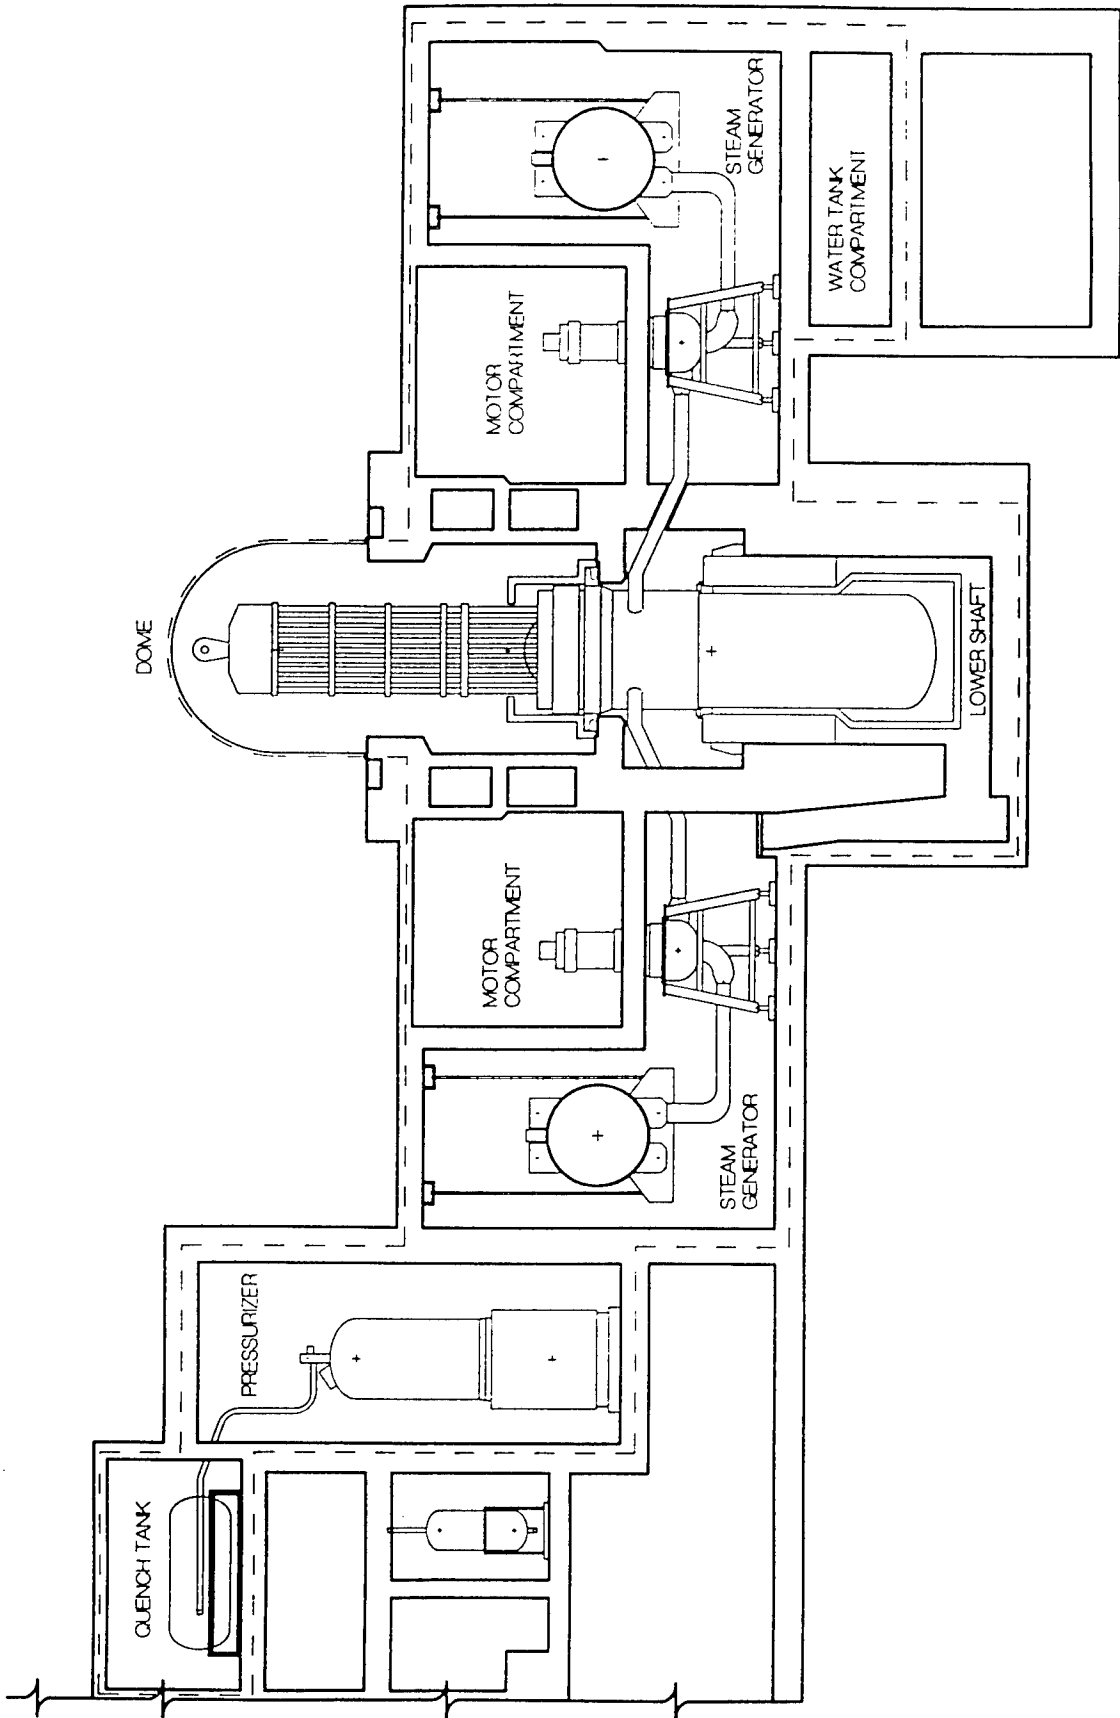 QUENCH TANK
PRESSURIZER
STEAM
GENERATOR
MOTOR
COMPARTMENT
DOME
LOWER SHAFT
MOTOR
COMPARTMENT
STEAM
GENERATOR
WATER TANK
COMPARTMENT